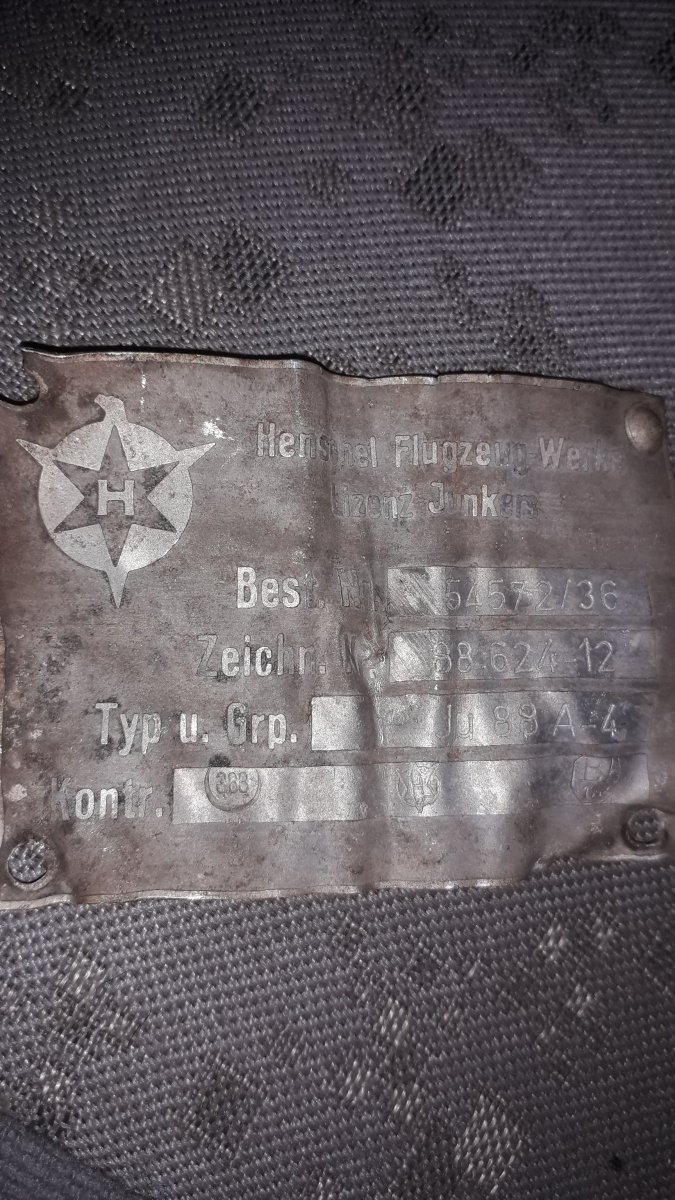 H
Henschel Flugzeug-Werke
Lizenz Junkers
Best. Nr. 54572/36
Zeichn. Nr. 88.624-12
Typ u. Grp. Ju 88 A-4
Kontr. 383